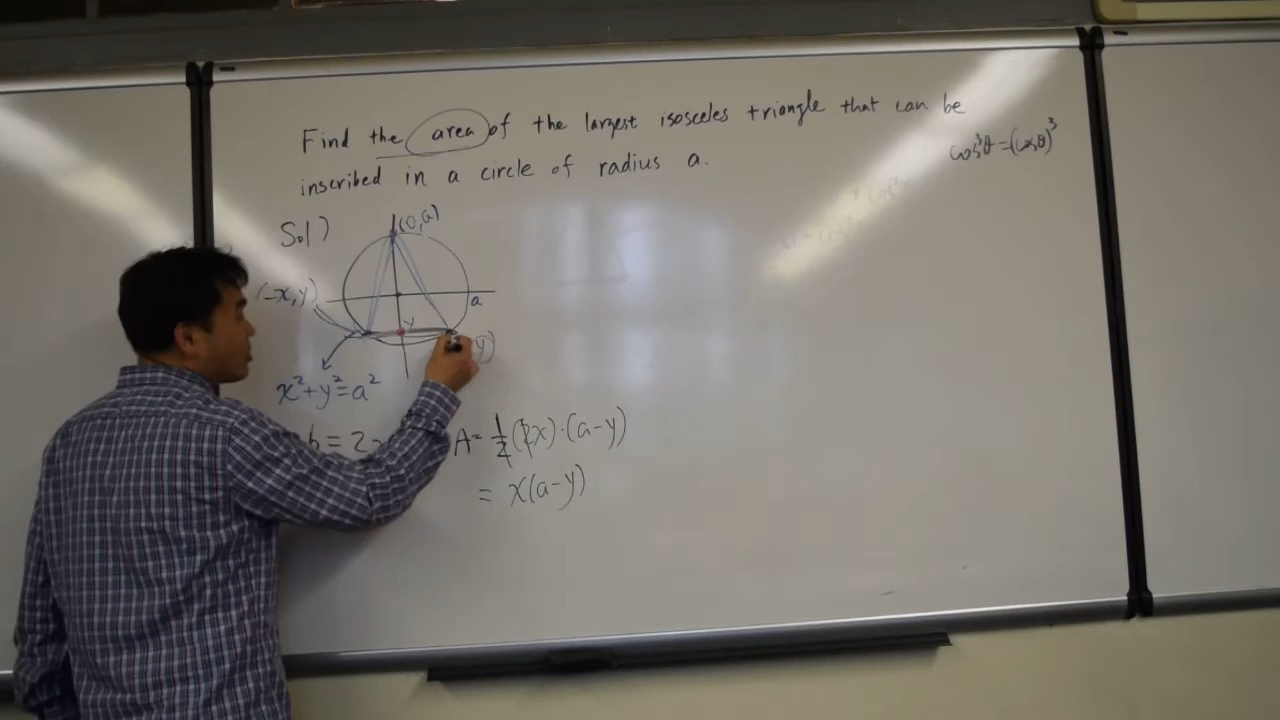 Find the area of the largest isosceles triangle that can be
inscribed in a circle of radius a.
cos³θ=(cosθ)³
Sol)
(0,a)
(-x,y)
a
y
y)
x²+y²=a²
b=2
A=½(2x)·(a-y)
= x(a-y)